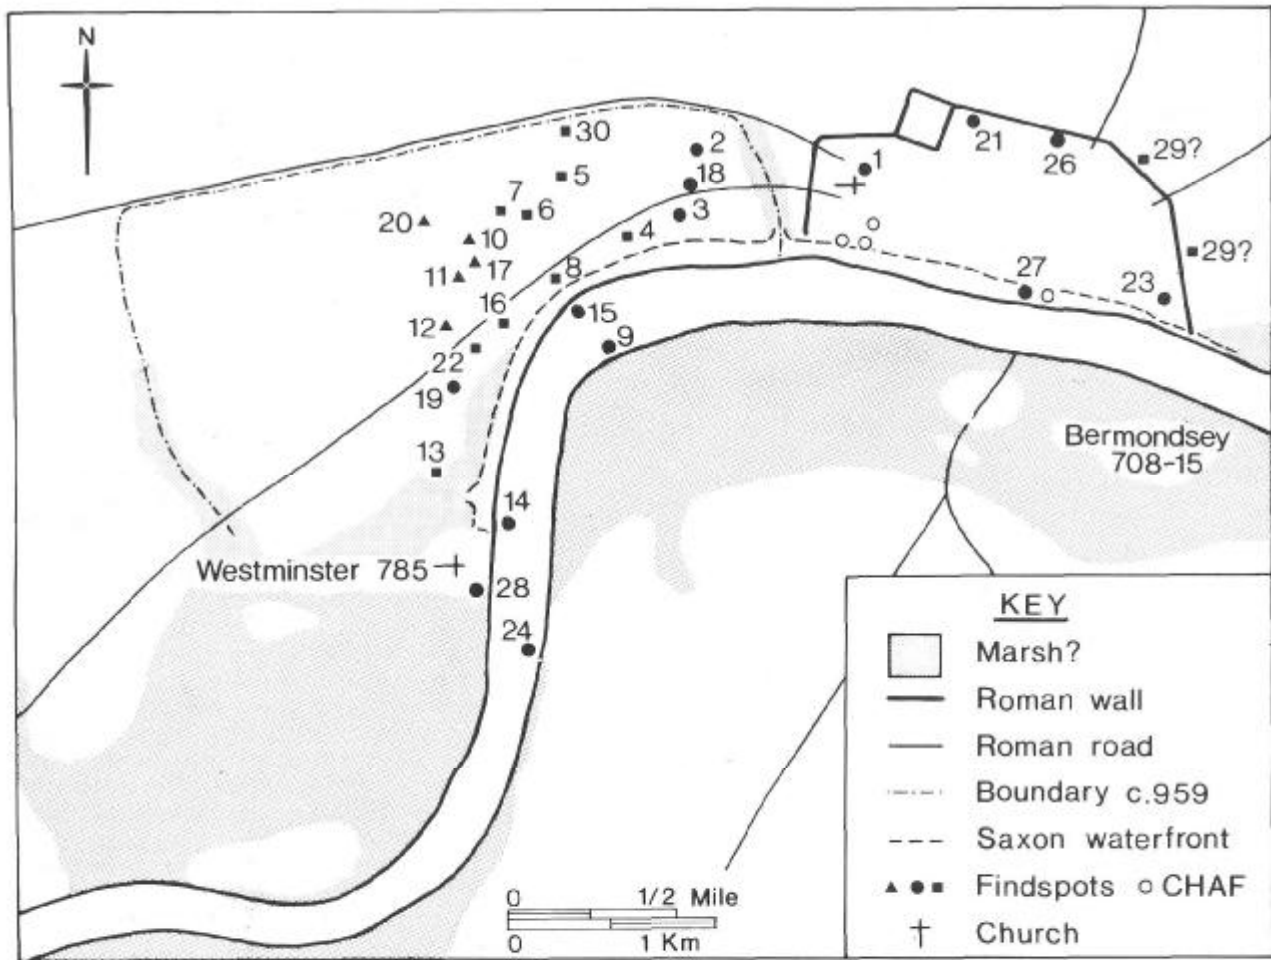 N
30
2
21
26
1
29?
5
18
7
6
20
3
10
4
17
11
8
29?
27
23
16
15
12
9
22
19
13
Bermondsey
708-15
14
Westminster 785
28
24
KEY
Marsh?
Roman wall
Roman road
Boundary c.959
Saxon waterfront
Findspots CHAF
Church
0 1/2 Mile
0 1 Km